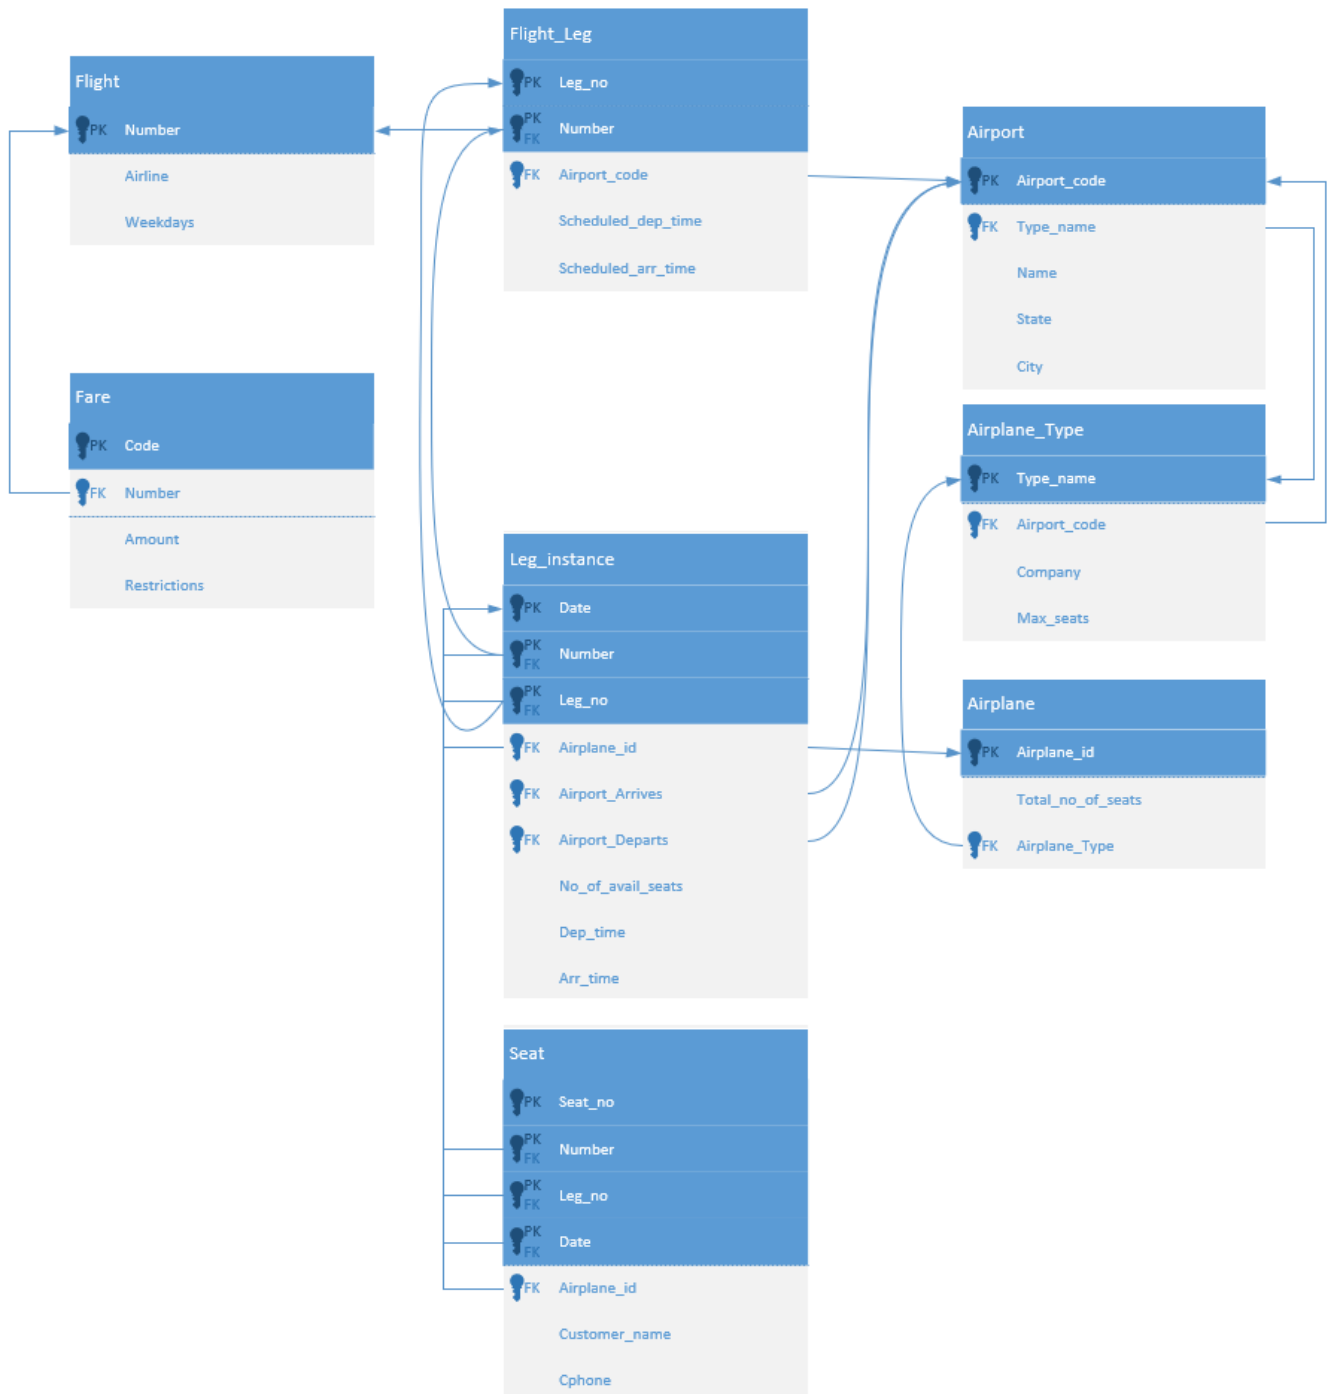 Flight
PK Number
Airline
Weekdays
Fare
PK Code
FK Number
Amount
Restrictions
Flight_Leg
PK Leg_no
PK
FK Number
FK Airport_code
Scheduled_dep_time
Scheduled_arr_time
Leg_instance
PK Date
PK
FK Number
PK
FK Leg_no
FK Airplane_id
FK Airport_Arrives
FK Airport_Departs
No_of_avail_seats
Dep_time
Arr_time
Seat
PK Seat_no
PK
FK Number
PK
FK Leg_no
PK
FK Date
FK Airplane_id
Customer_name
Cphone
Airport
PK Airport_code
FK Type_name
Name
State
City
Airplane_Type
PK Type_name
FK Airport_code
Company
Max_seats
Airplane
PK Airplane_id
Total_no_of_seats
FK Airplane_Type